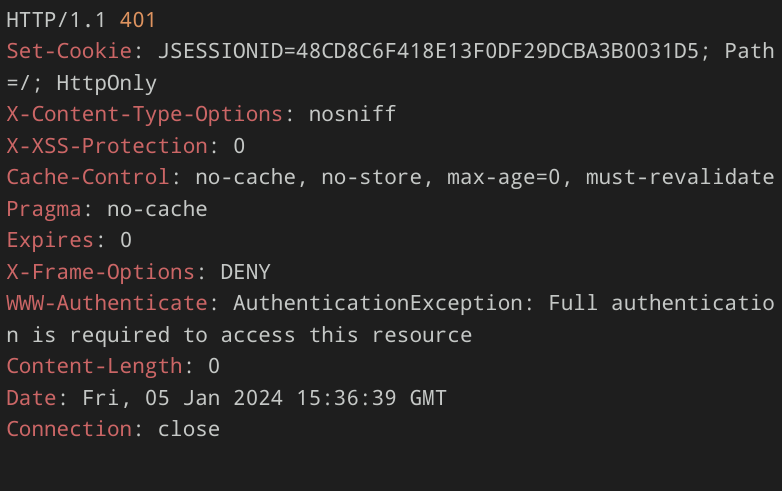 HTTP/1.1 401
Set-Cookie: JSESSIONID=48CD8C6F418E13F0DF29DCBA3B0031D5; Path
=/; HttpOnly
X-Content-Type-Options: nosniff
X-XSS-Protection: 0
Cache-Control: no-cache, no-store, max-age=0, must-revalidate
Pragma: no-cache
Expires: 0
X-Frame-Options: DENY
WWW-Authenticate: AuthenticationException: Full authenticatio
n is required to access this resource
Content-Length: 0
Date: Fri, 05 Jan 2024 15:36:39 GMT
Connection: close